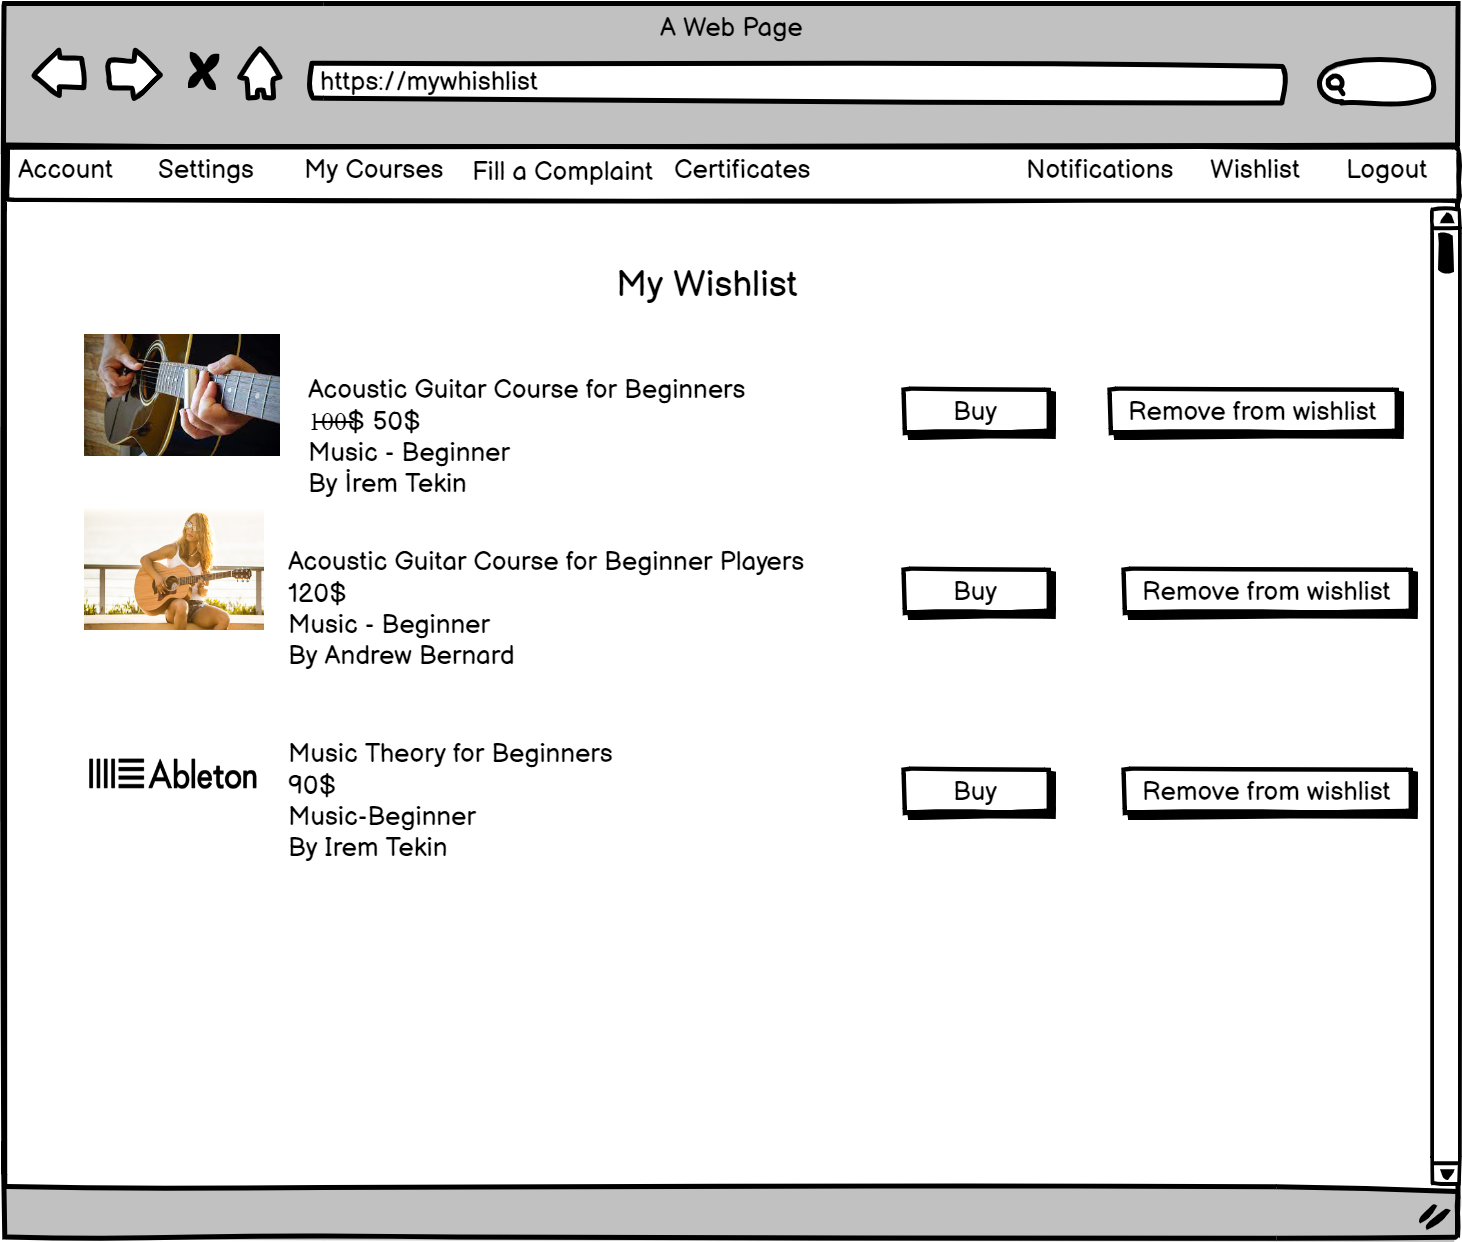 A Web Page
https://mywhishlist
Account Settings My Courses Fill a Complaint Certificates Notifications Wishlist Logout
My Wishlist
Acoustic Guitar Course for Beginners
100$ 50$
Music - Beginner
By İrem Tekin
Buy Remove from wishlist
Acoustic Guitar Course for Beginner Players
120$
Music - Beginner
By Andrew Bernard
Buy Remove from wishlist
Ableton
Music Theory for Beginners
90$
Music-Beginner
By Irem Tekin
Buy Remove from wishlist